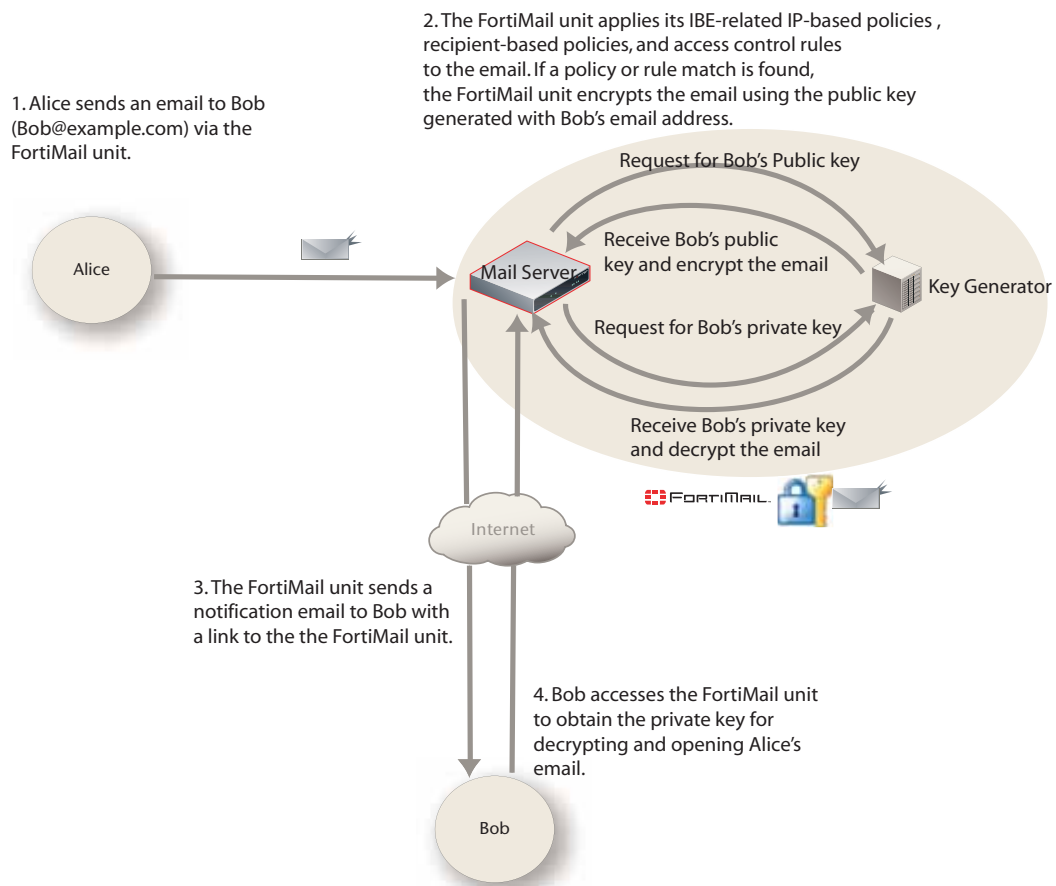 2. The FortiMail unit applies its IBE-related IP-based policies ,
recipient-based policies, and access control rules
to the email. If a policy or rule match is found,
the FortiMail unit encrypts the email using the public key
generated with Bob's email address.
1. Alice sends an email to Bob
(Bob@example.com) via the
FortiMail unit.
Request for Bob's Public key
Alice
Receive Bob's public
key and encrypt the email
Mail Server
Key Generator
Request for Bob's private key
Receive Bob's private key
and decrypt the email
FORTIMAIL
Internet
3. The FortiMail unit sends a
notification email to Bob with
a link to the the FortiMail unit.
4. Bob accesses the FortiMail unit
to obtain the private key for
decrypting and opening Alice's
email.
Bob